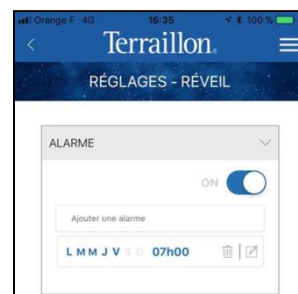 Orange F 4G 16:35 100 %
Terraillon.
RÉGLAGES - RÉVEIL
ALARME
ON
Ajouter une alarme
L M M J V S D 07h00